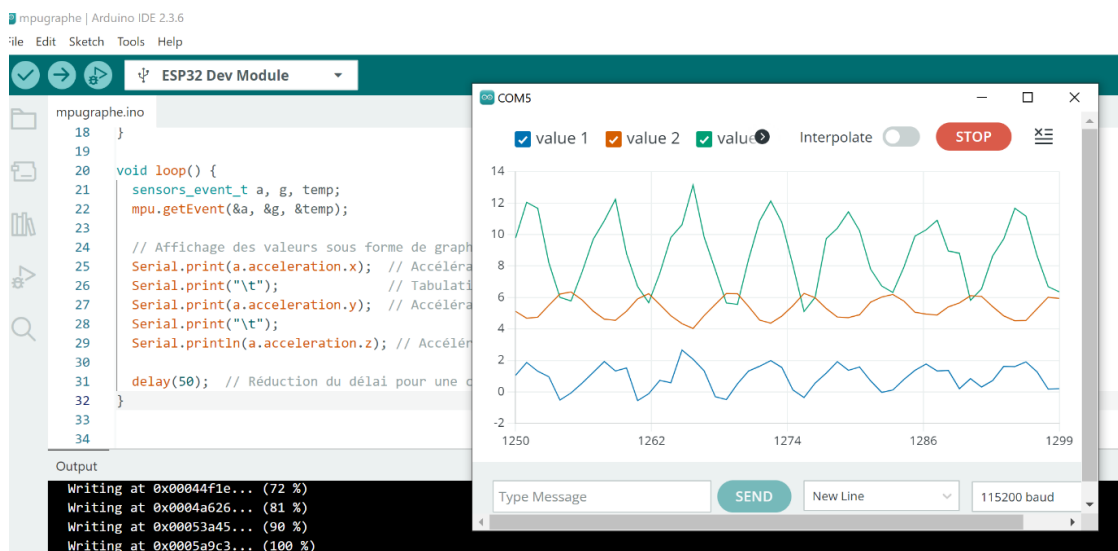 mpugraphe | Arduino IDE 2.3.6
File Edit Sketch Tools Help
ESP32 Dev Module
mpugraphe.ino
18 }
19
20 void loop() {
21 sensors_event_t a, g, temp;
22 mpu.getEvent(&a, &g, &temp);
23
24 // Affichage des valeurs sous forme de graph
25 Serial.print(a.acceleration.x); // Accéléra
26 Serial.print("\t"); // Tabulati
27 Serial.print(a.acceleration.y); // Accéléra
28 Serial.print("\t");
29 Serial.println(a.acceleration.z); // Accélér
30
31 delay(50); // Réduction du délai pour une
32 }
33
34
Output
Writing at 0x00044f1e... (72 %)
Writing at 0x0004a626... (81 %)
Writing at 0x00053a45... (90 %)
Writing at 0x0005a9c3... (100 %)
COM5
value 1 value 2 value
Interpolate
STOP
14
12
10
8
6
4
2
0
-2
1250 1262 1274 1286 1299
Type Message
SEND
New Line
115200 baud